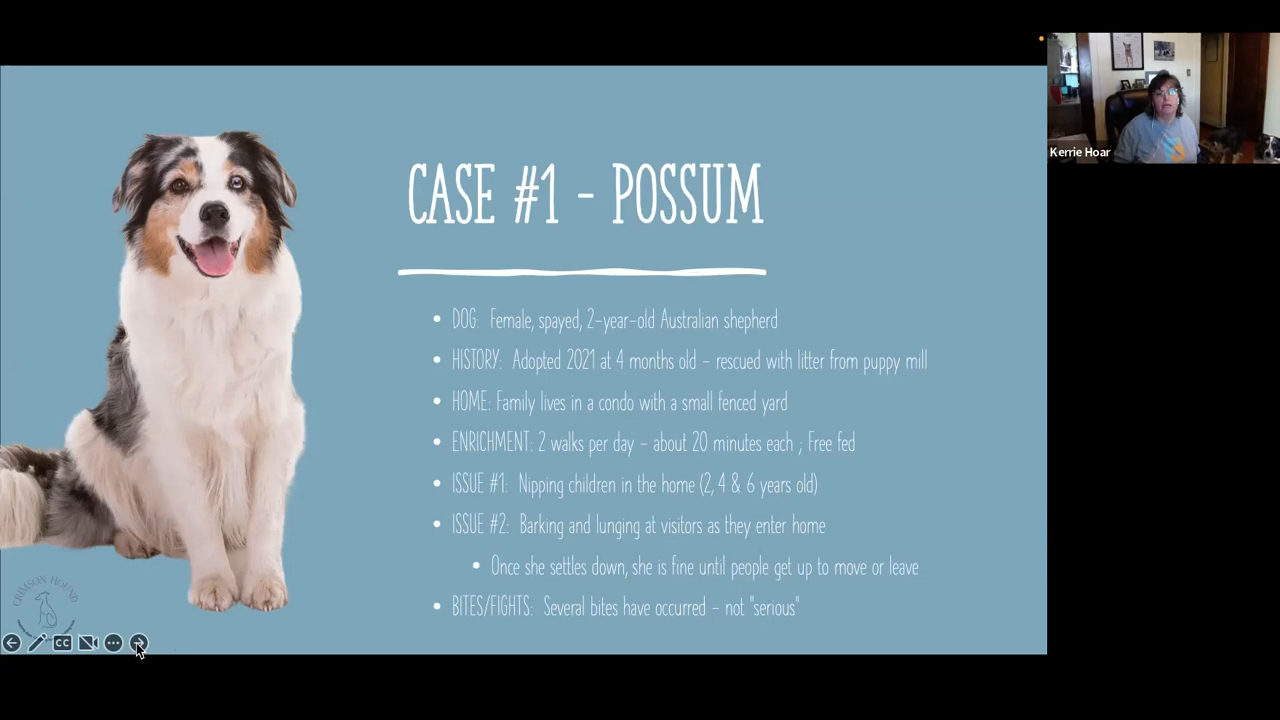 CASE #1 - POSSUM
• DOG: Female, spayed, 2-year-old Australian shepherd
• HISTORY: Adopted 2021 at 4 months old - rescued with litter from puppy mill
• HOME: Family lives in a condo with a small fenced yard
• ENRICHMENT: 2 walks per day - about 20 minutes each ; Free fed
• ISSUE #1: Nipping children in the home (2, 4 & 6 years old)
• ISSUE #2: Barking and lunging at visitors as they enter home
• Once she settles down, she is fine until people get up to move or leave
• BITES/FIGHTS: Several bites have occurred - not "serious"
CRIMSON HOUND
CC
Kerrie Hoar